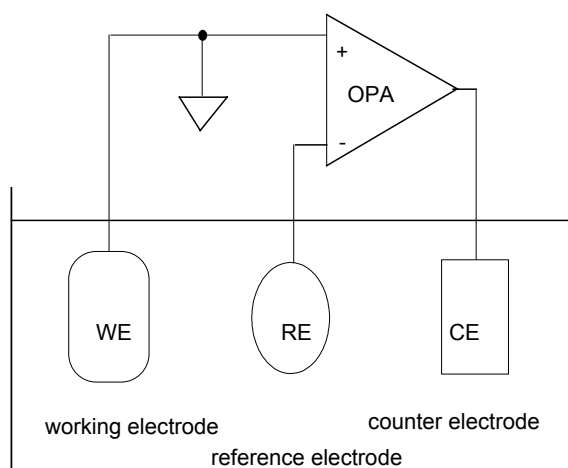 +
OPA
-
WE
RE
CE
working electrode
counter electrode
reference electrode